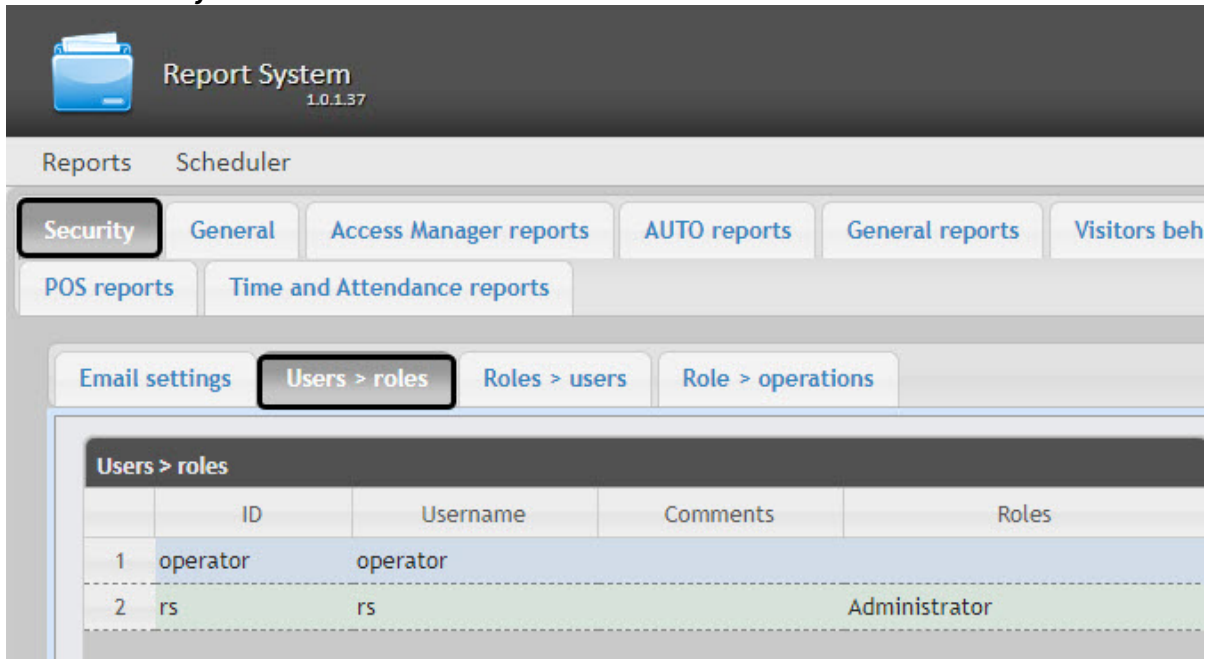 Report System
1.0.1.37
Reports Scheduler
Security General Access Manager reports AUTO reports General reports Visitors beh
POS reports Time and Attendance reports
Email settings Users > roles Roles > users Role > operations
Users > roles
ID Username Comments Roles
1 operator operator
2 rs rs Administrator